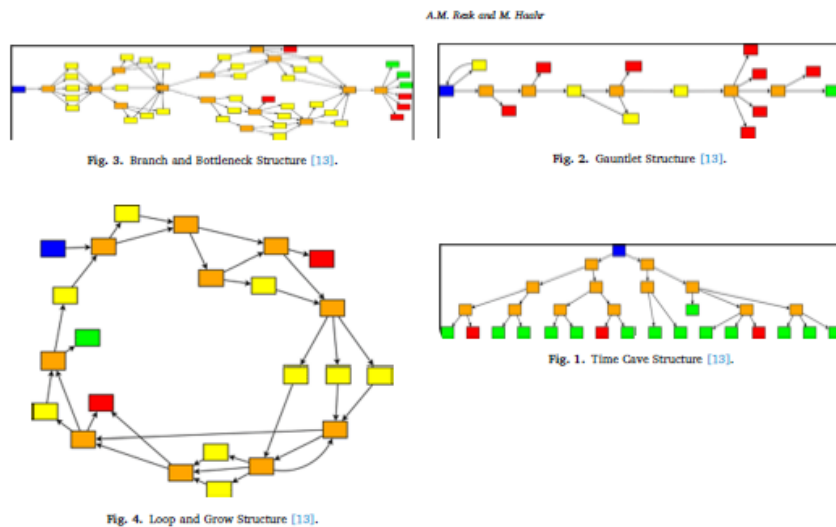 A.M. Rezk and M. Haahr
Fig. 3. Branch and Bottleneck Structure [13].
Fig. 2. Gauntlet Structure [13].
Fig. 1. Time Cave Structure [13].
Fig. 4. Loop and Grow Structure [13].